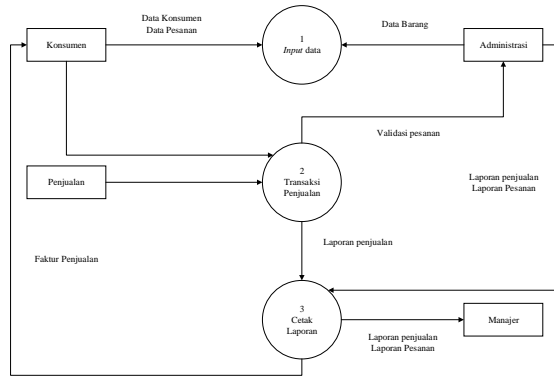 Data Konsumen
Data Pesanan
Data Barang
Konsumen
1
Input data
Administrasi
Validasi pesanan
2
Transaksi
Penjualan
Penjualan
Laporan penjualan
Laporan Pesanan
Laporan penjualan
Faktur Penjualan
3
Cetak
Laporan
Manajer
Laporan penjualan
Laporan Pesanan